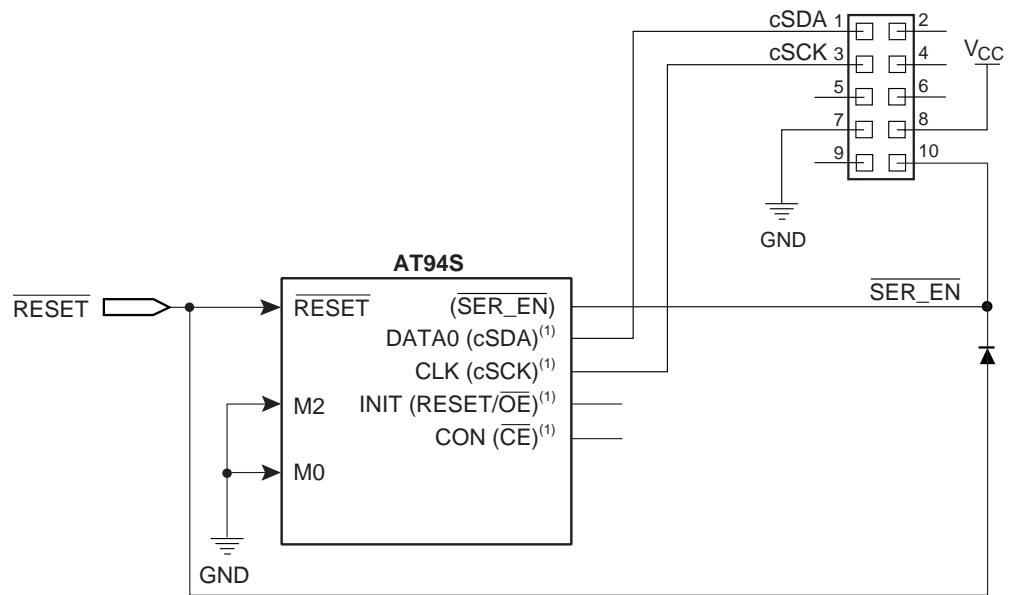 cSDA 1 2
cSCK 3 4 VCC
5 6
7 8
9 10
GND
AT94S
RESET RESET (SER_EN) SER_EN
DATA0 (cSDA)(1)
CLK (cSCK)(1)
M2 INIT (RESET/OE)(1)
CON (CE)(1)
M0
GND